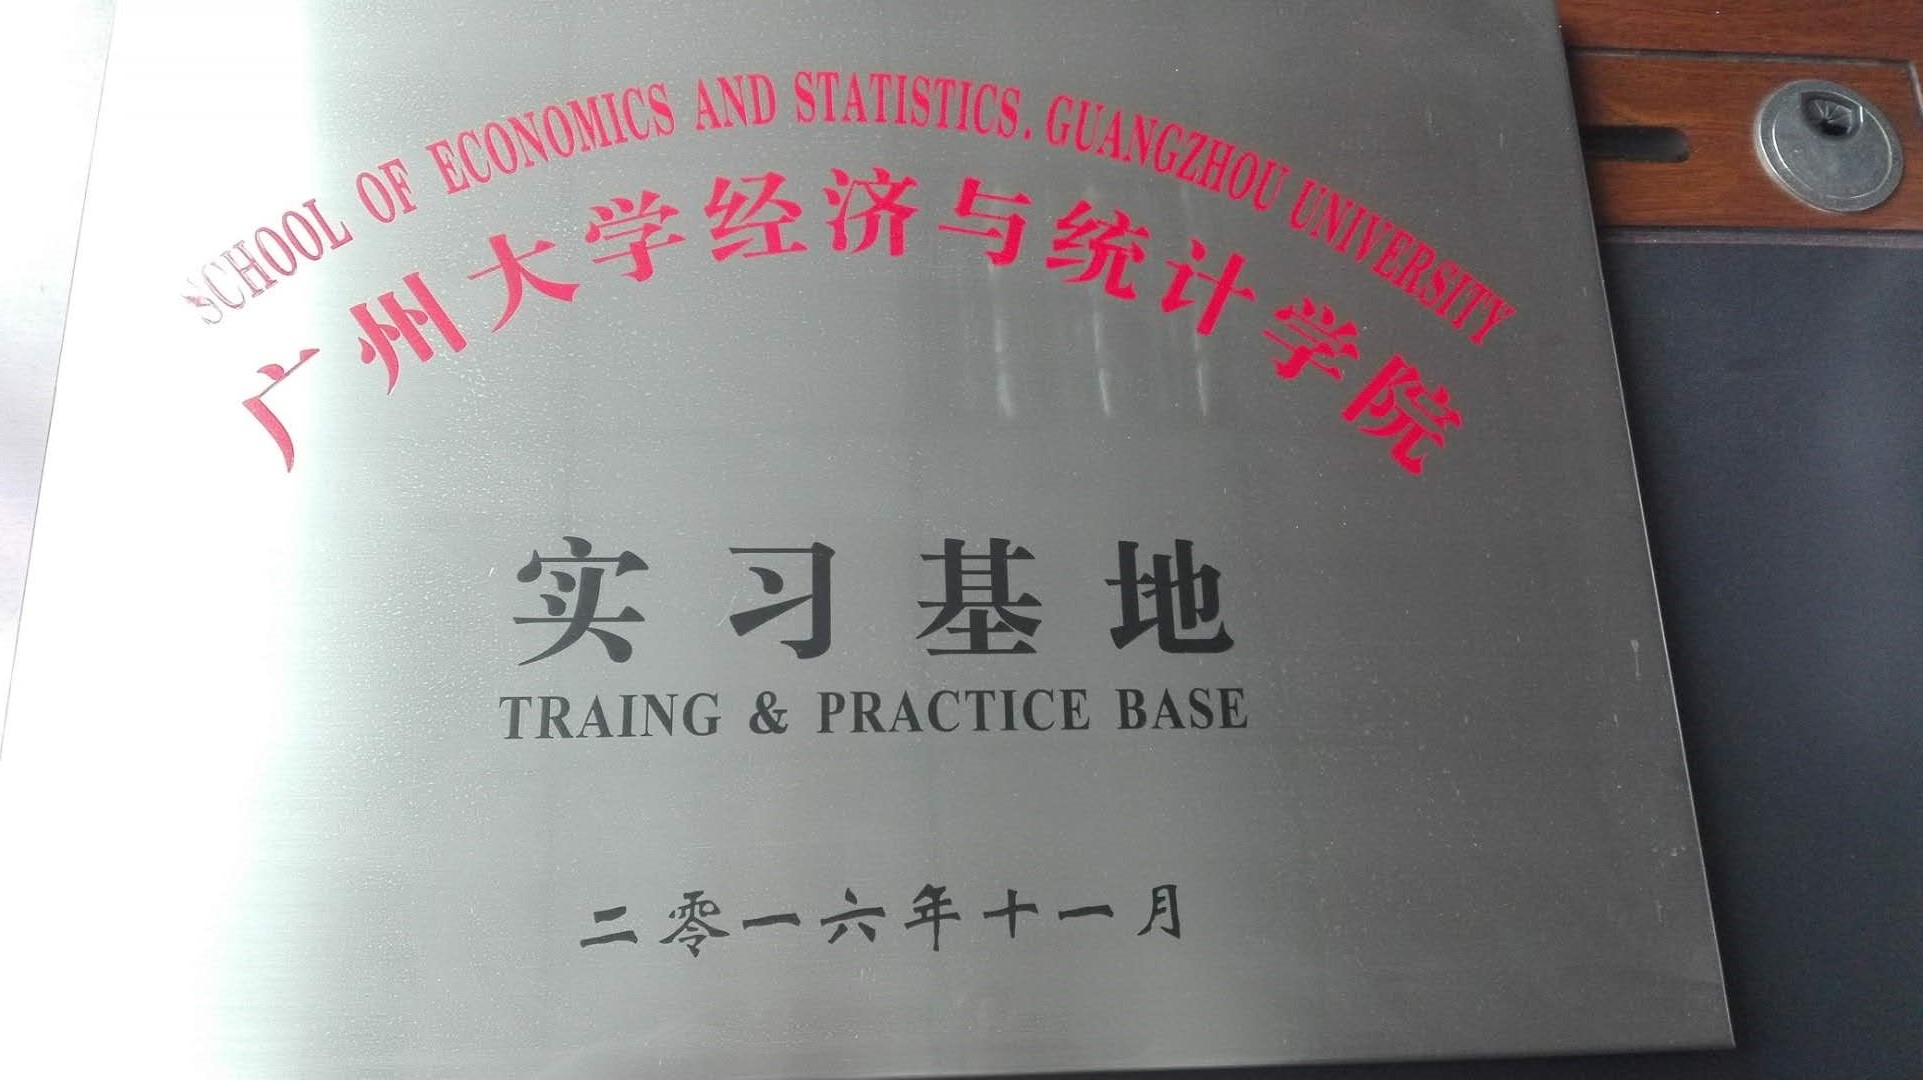 SCHOOL OF ECONOMICS AND STATISTICS. GUANGZHOU UNIVERSITY
广州大学经济与统计学院
实习基地
TRAING & PRACTICE BASE
二零一六年十一月